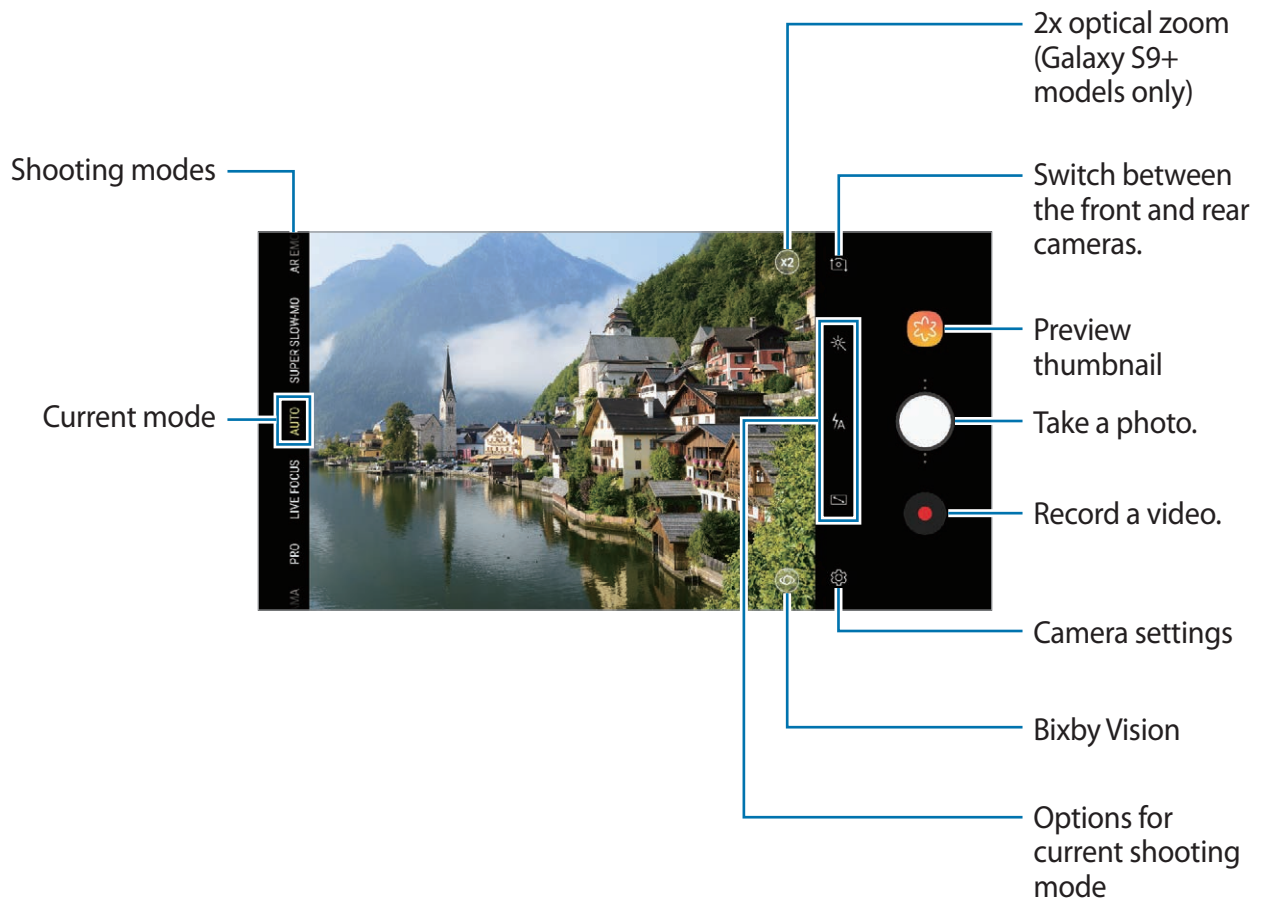 2x optical zoom
(Galaxy S9+
models only)
Shooting modes
Switch between
the front and rear
cameras.
AR EMO
SUPER SLOW-MO
AUTO
LIVE FOCUS
PRO
MA
x2
Preview
thumbnail
Current mode
Take a photo.
A
Record a video.
Camera settings
Bixby Vision
Options for
current shooting
mode